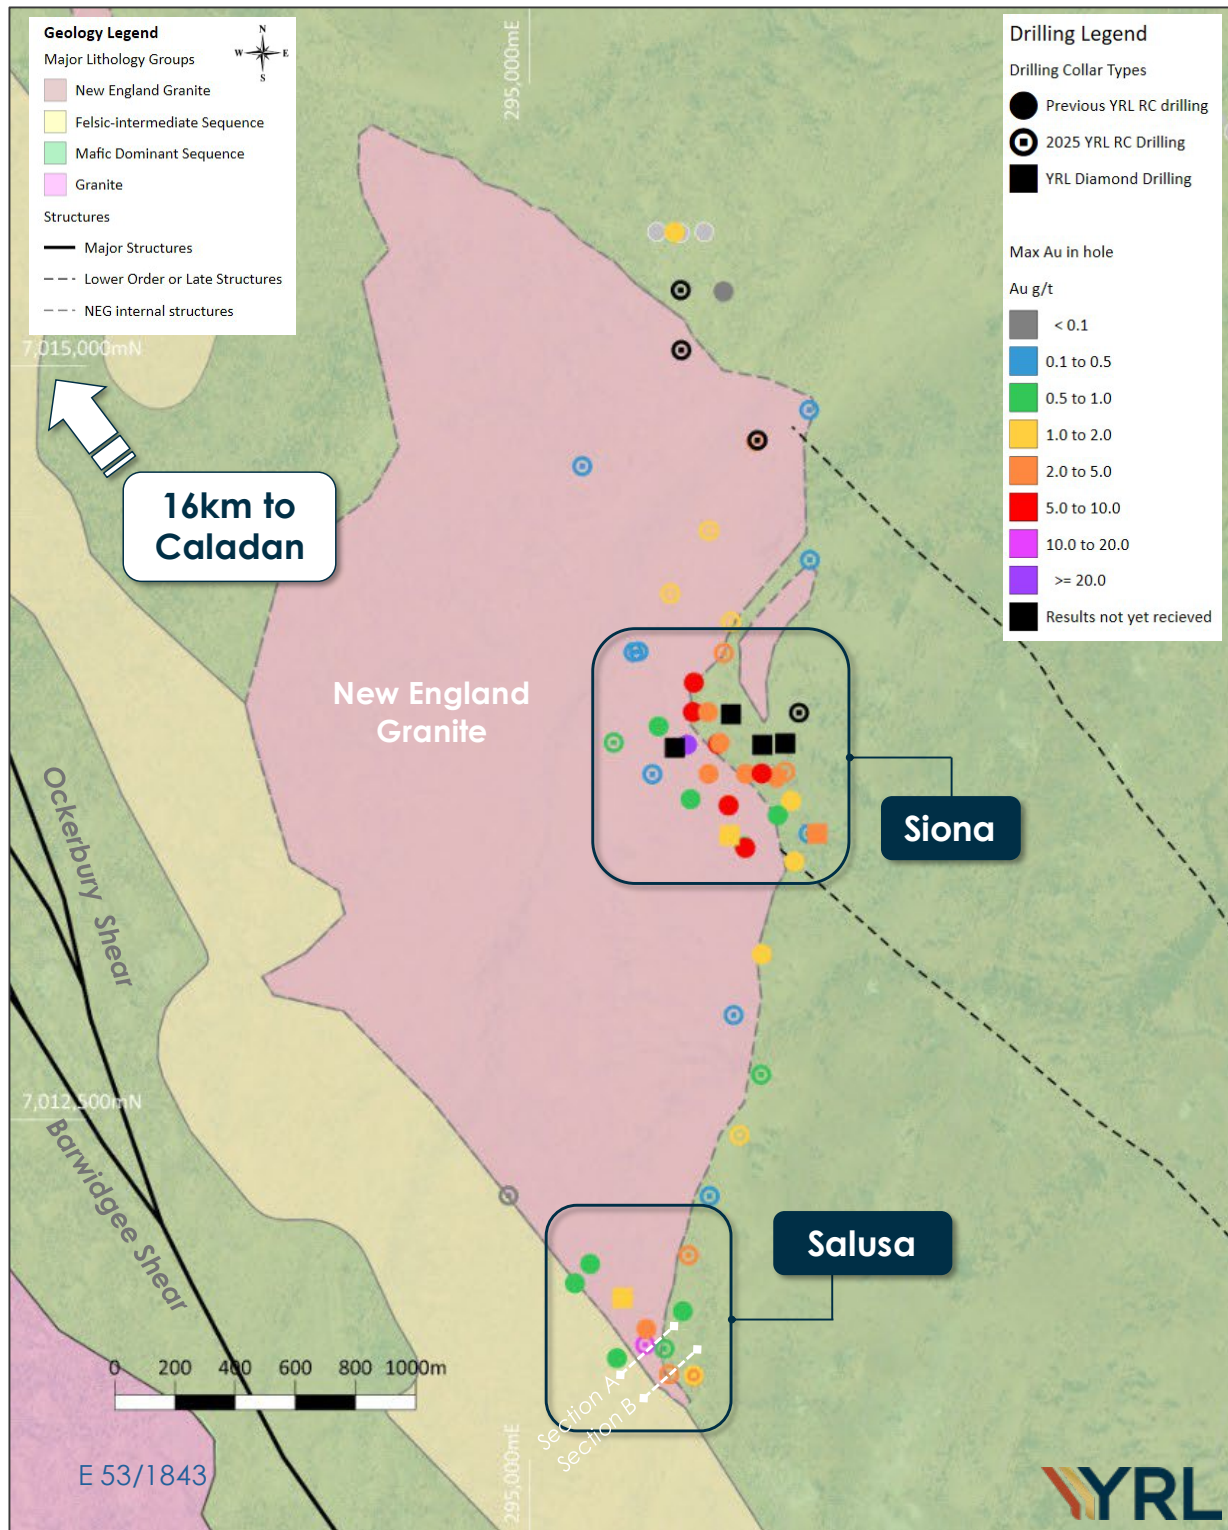 Geology Legend
N
W E
S
Major Lithology Groups
New England Granite
Felsic-intermediate Sequence
Mafic Dominant Sequence
Granite
Structures
Major Structures
Lower Order or Late Structures
NEG internal structures
295,000mE
Drilling Legend
Drilling Collar Types
Previous YRL RC drilling
2025 YRL RC Drilling
YRL Diamond Drilling
Max Au in hole
Au g/t
< 0.1
0.1 to 0.5
0.5 to 1.0
1.0 to 2.0
2.0 to 5.0
5.0 to 10.0
10.0 to 20.0
>= 20.0
Results not yet recieved
7,015,000mN
16km to
Caladan
New England
Granite
Siona
Ockerbury Shear
7,012,500mN
Barwidgee Shear
Salusa
0 200 400 600 800 1000m
Section A
Section B
295,000mE
E 53/1843
YRL